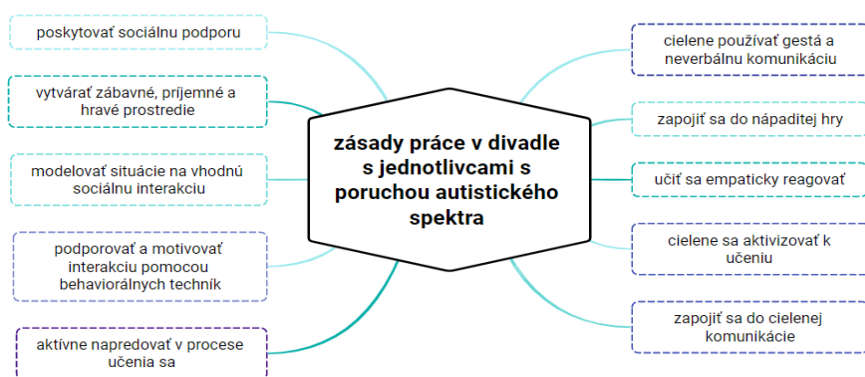 poskytovať sociálnu podporu
vytvárať zábavné, príjemné a
hravé prostredie
modelovať situácie na vhodnú
sociálnu interakciu
podporovať a motivovať
interakciu pomocou
behaviorálnych techník
aktívne napredovať v procese
učenia sa
zásady práce v divadle
s jednotlivcami s
poruchou autistického
spektra
cielene používať gestá a
neverbálnu komunikáciu
zapojiť sa do nápaditej hry
učiť sa empaticky reagovať
cielene sa aktivizovať k
učeniu
zapojiť sa do cielenej
komunikácie